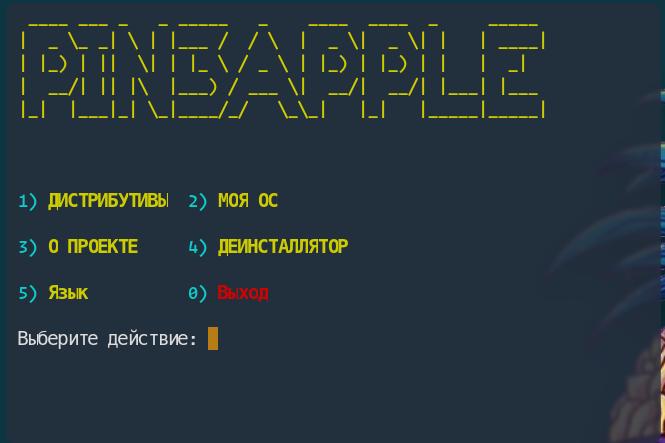 PINEAPPLE
1) ДИСТРИБУТИВЫ 2) МОЯ ОС
3) О ПРОЕКТЕ 4) ДЕИНСТАЛЛЯТОР
5) Язык 0) Выход
Выберите действие: